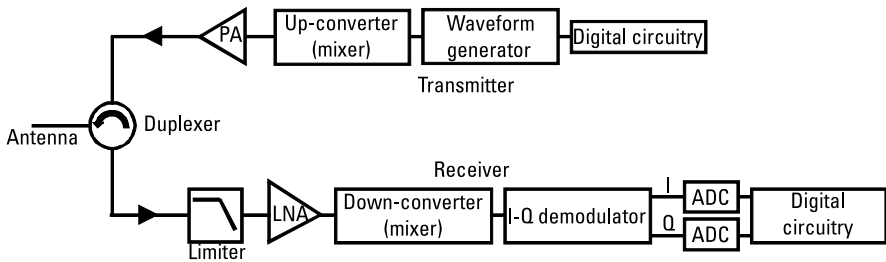 PA
Up-converter
(mixer)
Waveform
generator
Digital circuitry
Transmitter
Antenna
Duplexer
Receiver
Limiter
LNA
Down-converter
(mixer)
I-Q demodulator
I
Q
ADC
ADC
Digital
circuitry